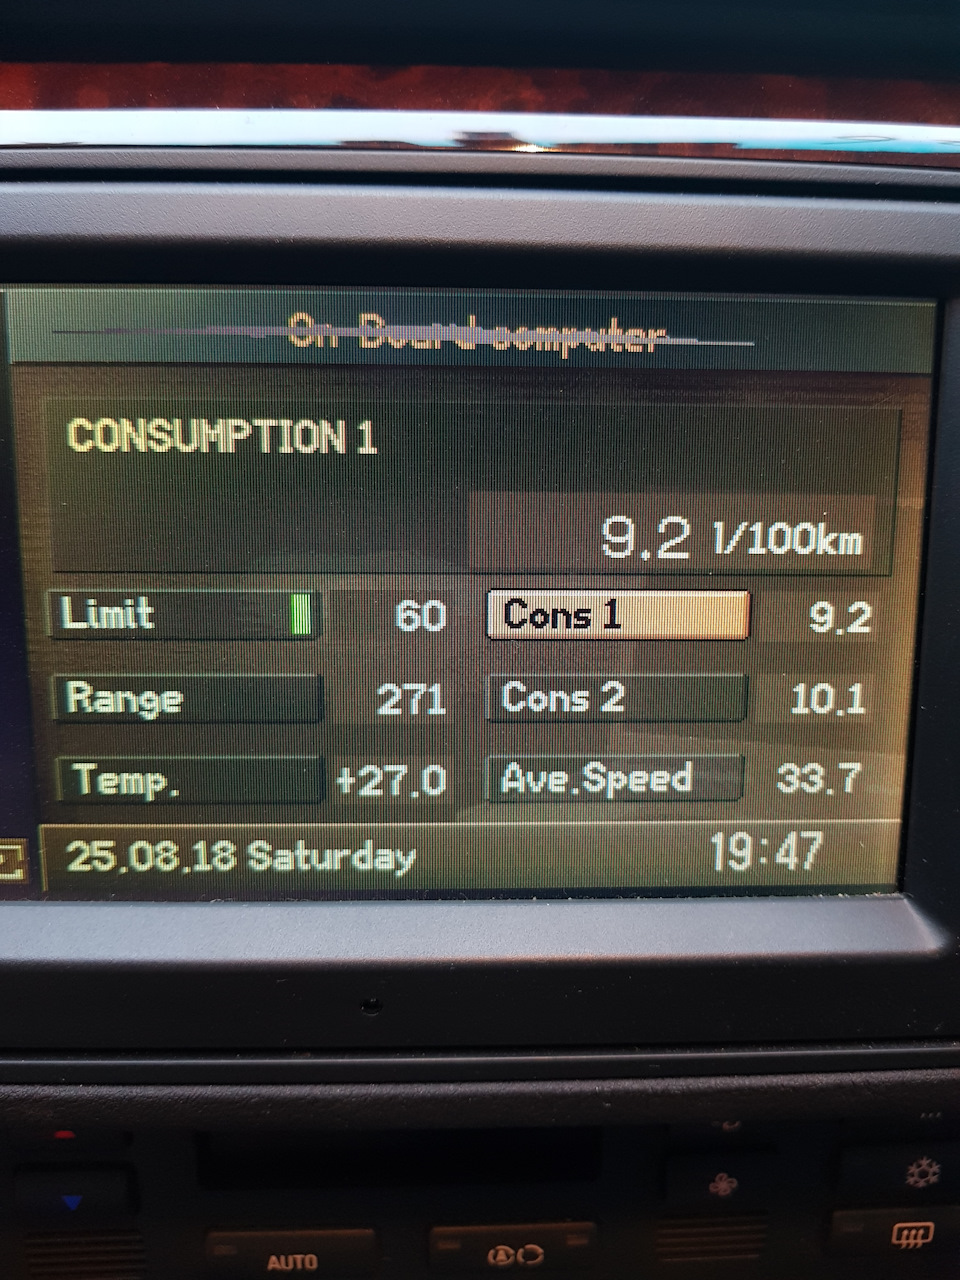 On-Board computer
CONSUMPTION 1
9.2 l/100km
Limit 60 Cons 1 9.2
Range 271 Cons 2 10.1
Temp. +27.0 Ave.Speed 33.7
25.08.18 Saturday 19:47
AUTO
A